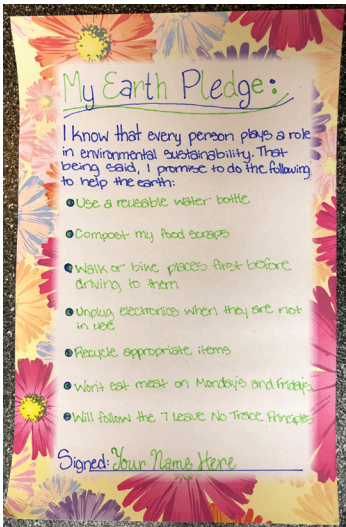 My Earth Pledge:
I know that every person plays a role
in environmental sustainability. That
being said, I promise to do the following
to help the earth:
Use a reusable water bottle
Compost my food scraps
Walk or bike places first before
driving to them
Unplug electronics when they are not
in use
Recycle appropriate items
Won't eat meat on Monday's and Friday's
Will follow the 7 Leave No Trace Principles
Signed: Your Name Here